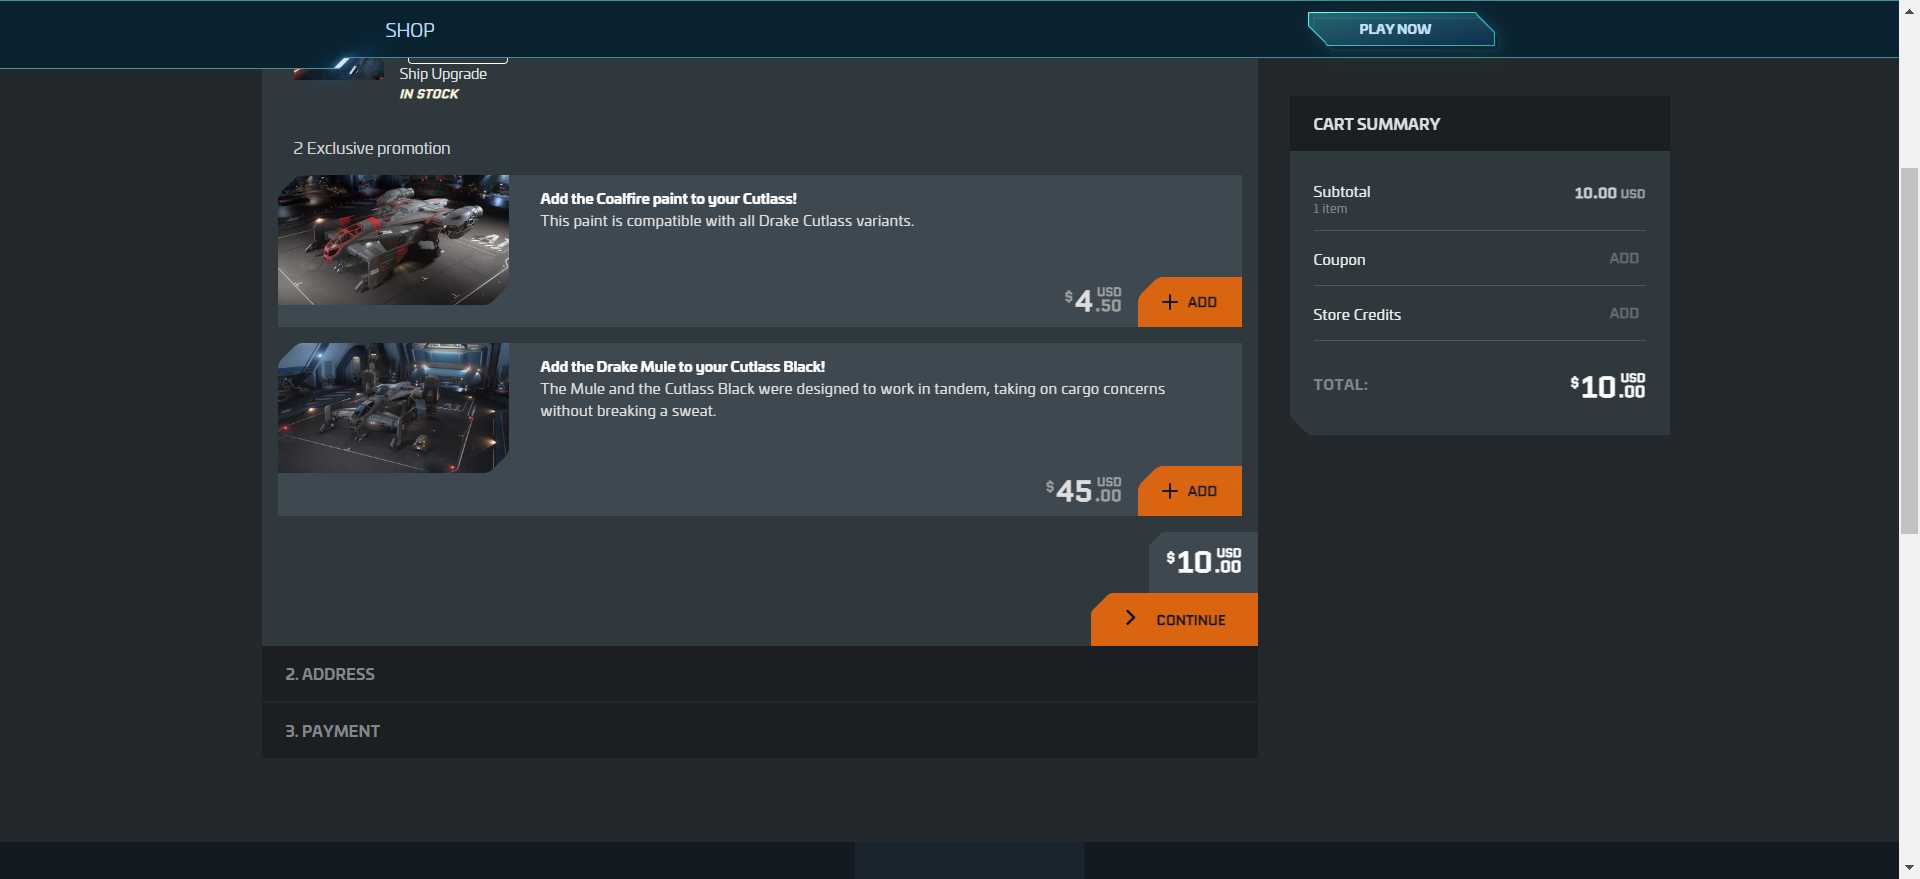 SHOP
PLAY NOW
Ship Upgrade
IN STOCK
2 Exclusive promotion
Add the Coalfire paint to your Cutlass!
This paint is compatible with all Drake Cutlass variants.
$4.50 USD
+ ADD
Add the Drake Mule to your Cutlass Black!
The Mule and the Cutlass Black were designed to work in tandem, taking on cargo concerns
without breaking a sweat.
$45.00 USD
+ ADD
$10.00 USD
CONTINUE
2. ADDRESS
3. PAYMENT
CART SUMMARY
Subtotal 10.00 USD
1 item
Coupon ADD
Store Credits ADD
TOTAL: $10.00 USD